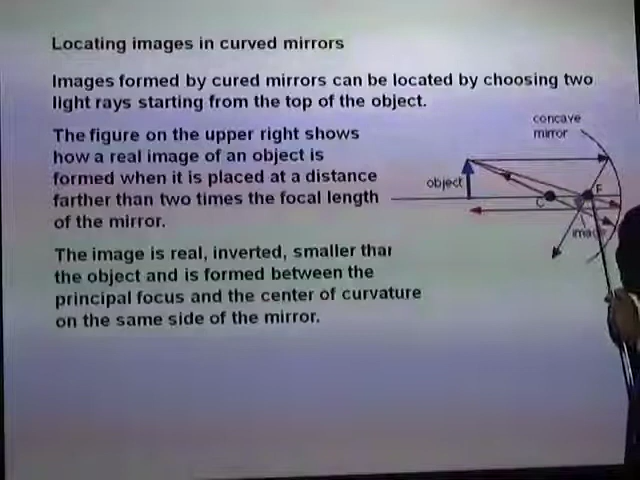 Locating images in curved mirrors
Images formed by cured mirrors can be located by choosing two
light rays starting from the top of the object.
The figure on the upper right shows
how a real image of an object is
formed when it is placed at a distance
farther than two times the focal length
of the mirror.
The image is real, inverted, smaller than
the object and is formed between the
principal focus and the center of curvature
on the same side of the mirror.
concave
mirror
object
C
F
image